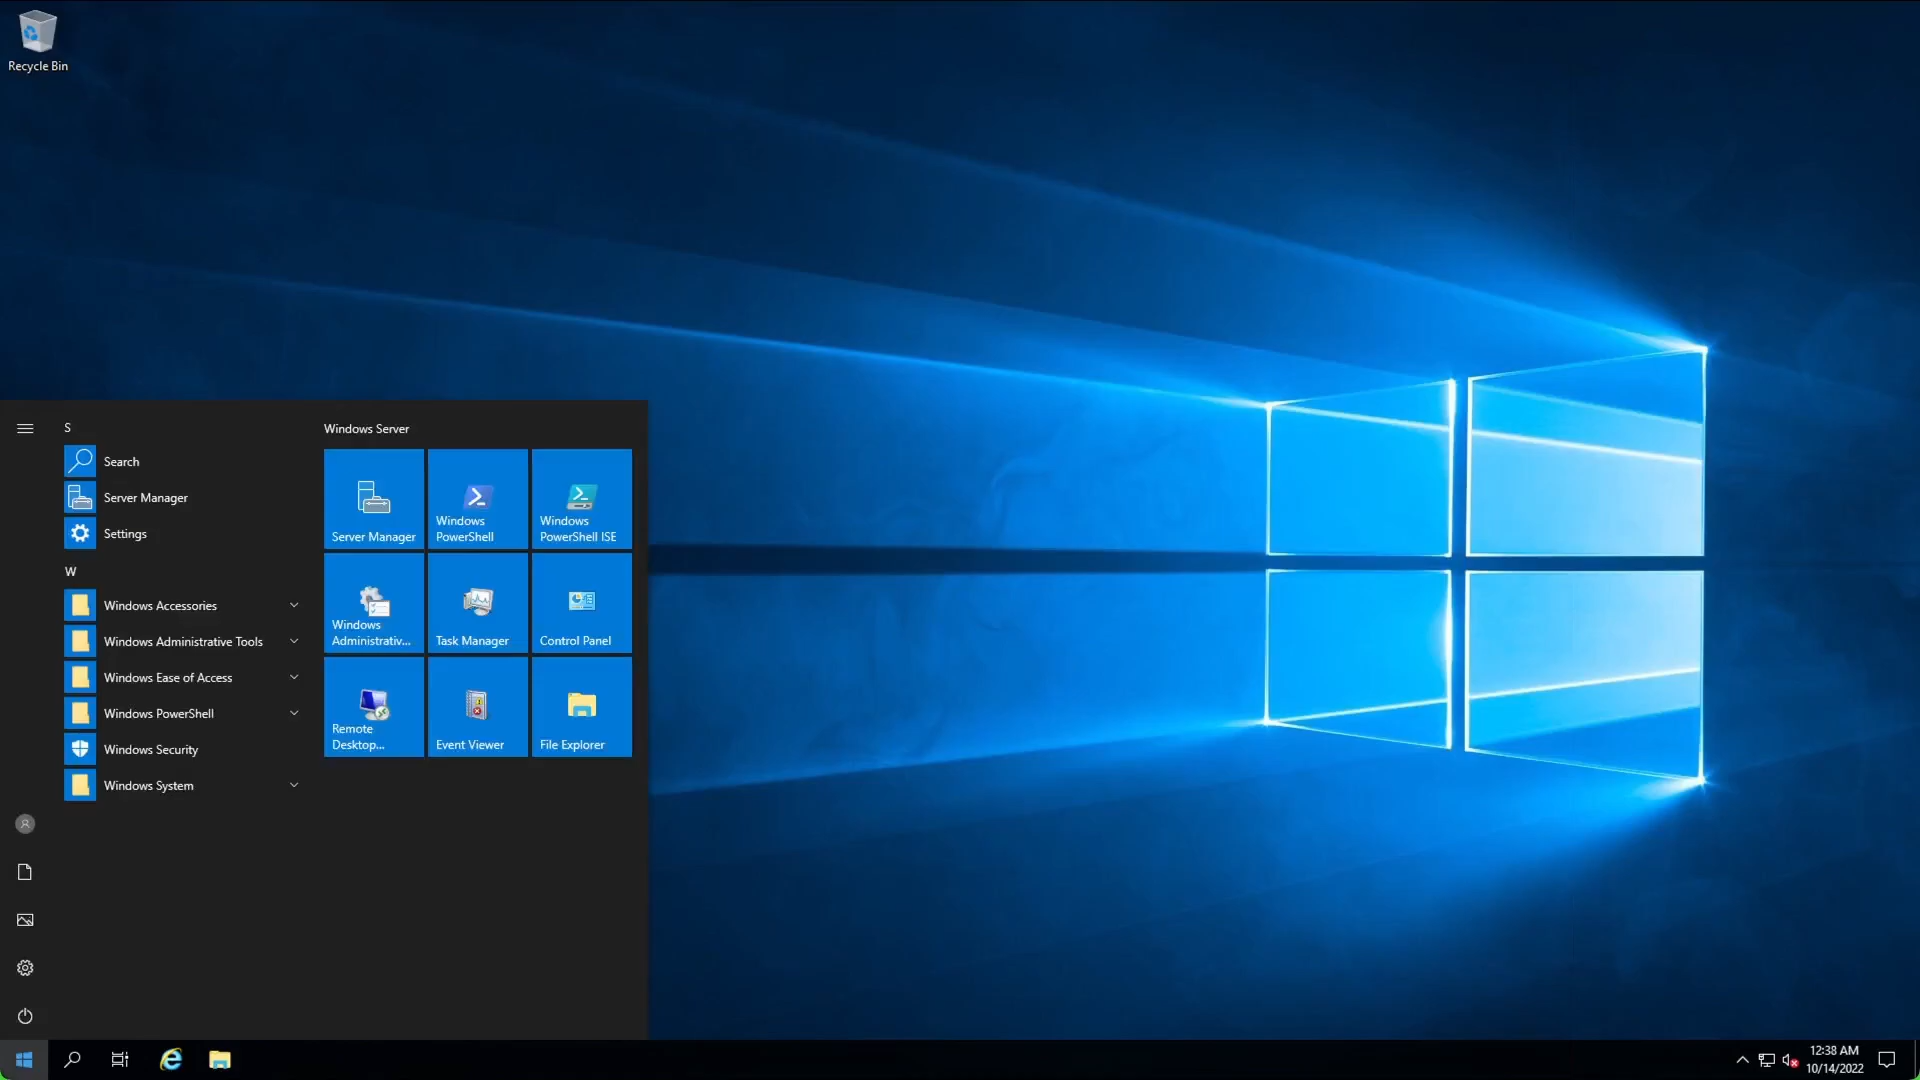 Recycle Bin
S
Search
Server Manager
Settings
W
Windows Accessories
Windows Administrative Tools
Windows Ease of Access
Windows PowerShell
Windows Security
Windows System
Windows Server
Server Manager
Windows
PowerShell
Windows
PowerShell ISE
Windows
Administrativ...
Task Manager
Control Panel
Remote
Desktop...
Event Viewer
File Explorer
12:38 AM
10/14/2022